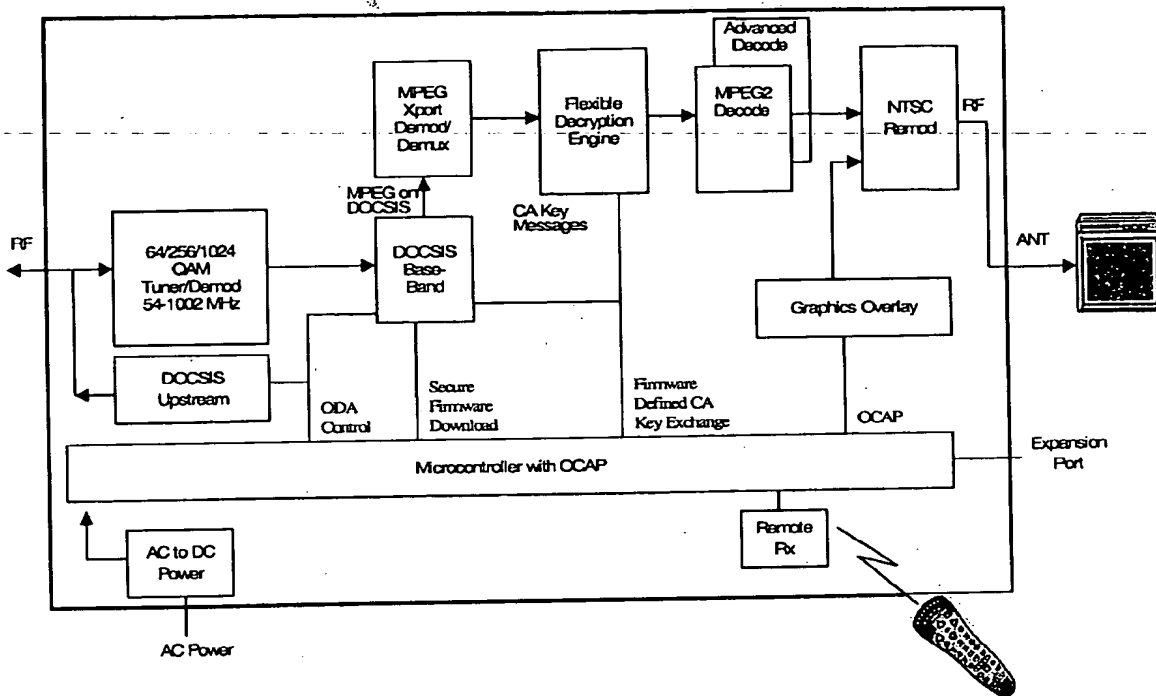 Advanced
Decode
MPEG
Xport
Demod/
Demux
Flexible
Decryption
Engine
MPEG2
Decode
NTSC
Remod
RF
MPEG on
DOCSIS
CA Key
Messages
RF
64/256/1024
QAM
Tuner/Demod
54-1002 MHz
DOCSIS
Base-
Band
ANT
Graphics Overlay
DOCSIS
Upstream
ODA
Control
Secure
Firmware
Download
Firmware
Defined CA
Key Exchange
OCAP
Microcontroller with OCAP
Expansion
Port
AC to DC
Power
Remote
Rx
AC Power